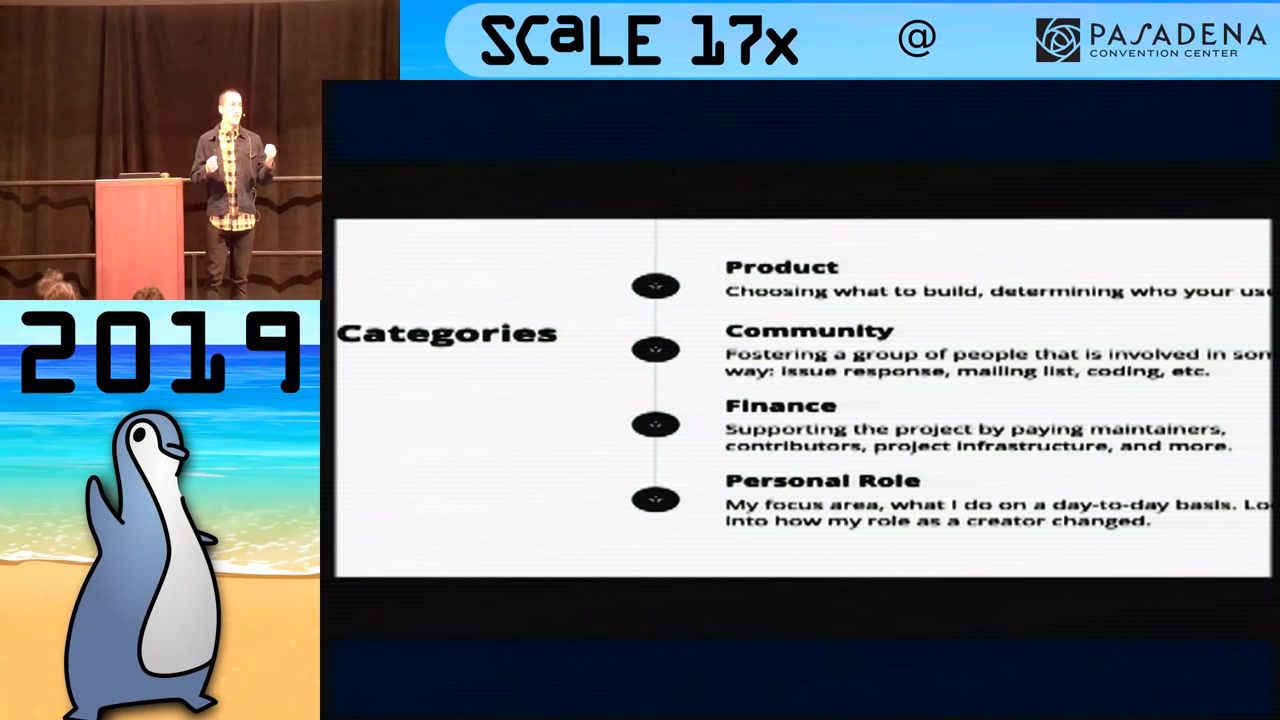 SCaLE 17x @ PASADENA
CONVENTION CENTER
2019
Categories
Product
Choosing what to build, determining who your
Community
Fostering a group of people that is involved in
way: issue response, mailing list, coding, etc.
Finance
Supporting the project by paying maintainers,
contributors, project infrastructure, and more.
Personal Role
My focus area, what I do on a day-to-day basis.
into how my role as a creator changed.